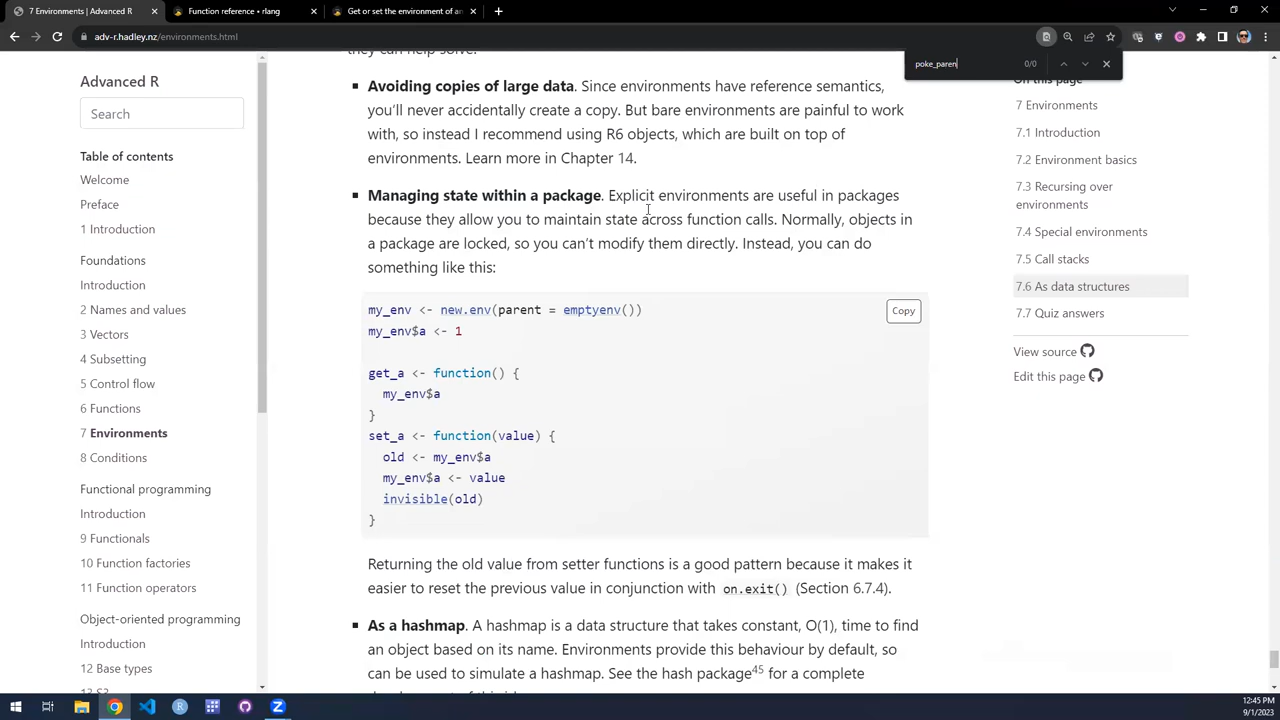 7 Environments | Advanced R
Function reference • rlang
Get or set the environment of an
adv-r.hadley.nz/environments.html
poke_paren
0/0
Advanced R
Search
Table of contents
Welcome
Preface
1 Introduction
Foundations
Introduction
2 Names and values
3 Vectors
4 Subsetting
5 Control flow
6 Functions
7 Environments
8 Conditions
Functional programming
Introduction
9 Functionals
10 Function factories
11 Function operators
Object-oriented programming
Introduction
12 Base types
13 S3
they can help solve.
Avoiding copies of large data. Since environments have reference semantics,
you’ll never accidentally create a copy. But bare environments are painful to work
with, so instead I recommend using R6 objects, which are built on top of
environments. Learn more in Chapter 14.
Managing state within a package. Explicit environments are useful in packages
because they allow you to maintain state across function calls. Normally, objects in
a package are locked, so you can’t modify them directly. Instead, you can do
something like this:
my_env <- new.env(parent = emptyenv())
my_env$a <- 1
get_a <- function() {
  my_env$a
}
set_a <- function(value) {
  old <- my_env$a
  my_env$a <- value
  invisible(old)
}
Copy
Returning the old value from setter functions is a good pattern because it makes it
easier to reset the previous value in conjunction with on.exit() (Section 6.7.4).
As a hashmap. A hashmap is a data structure that takes constant, O(1), time to find
an object based on its name. Environments provide this behaviour by default, so
can be used to simulate a hashmap. See the hash package45 for a complete
On this page
7 Environments
7.1 Introduction
7.2 Environment basics
7.3 Recursing over
environments
7.4 Special environments
7.5 Call stacks
7.6 As data structures
7.7 Quiz answers
View source
Edit this page
12:45 PM
9/1/2023